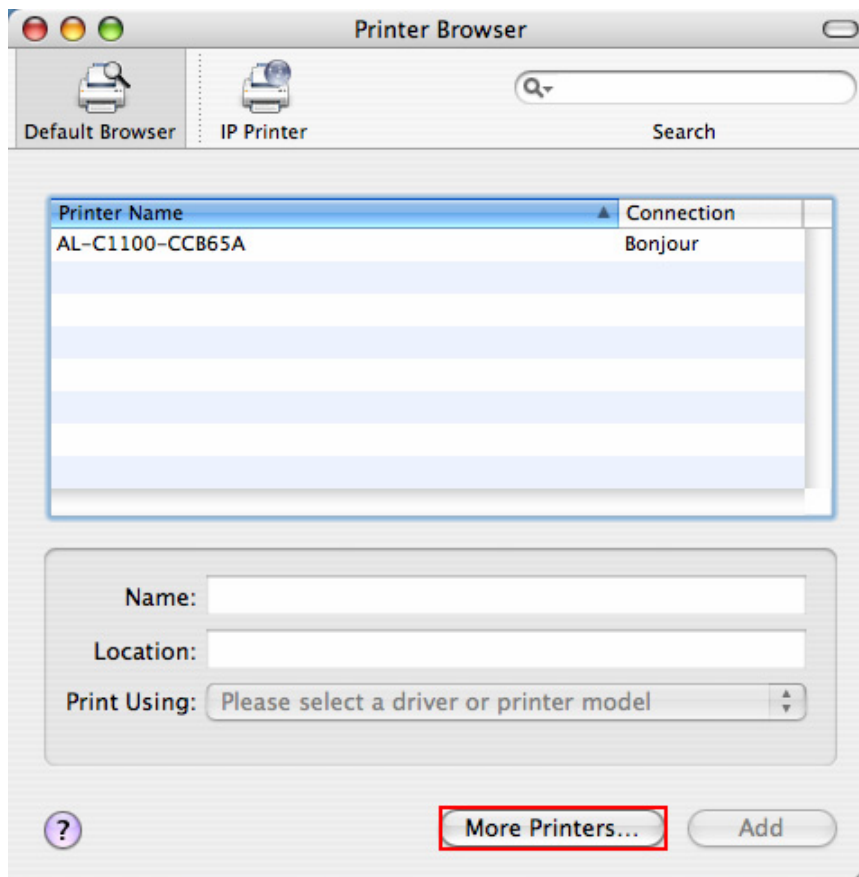 Printer Browser
Default Browser
IP Printer
Search
Printer Name
Connection
AL-C1100-CCB65A
Bonjour
Name:
Location:
Print Using:
Please select a driver or printer model
?
More Printers...
Add